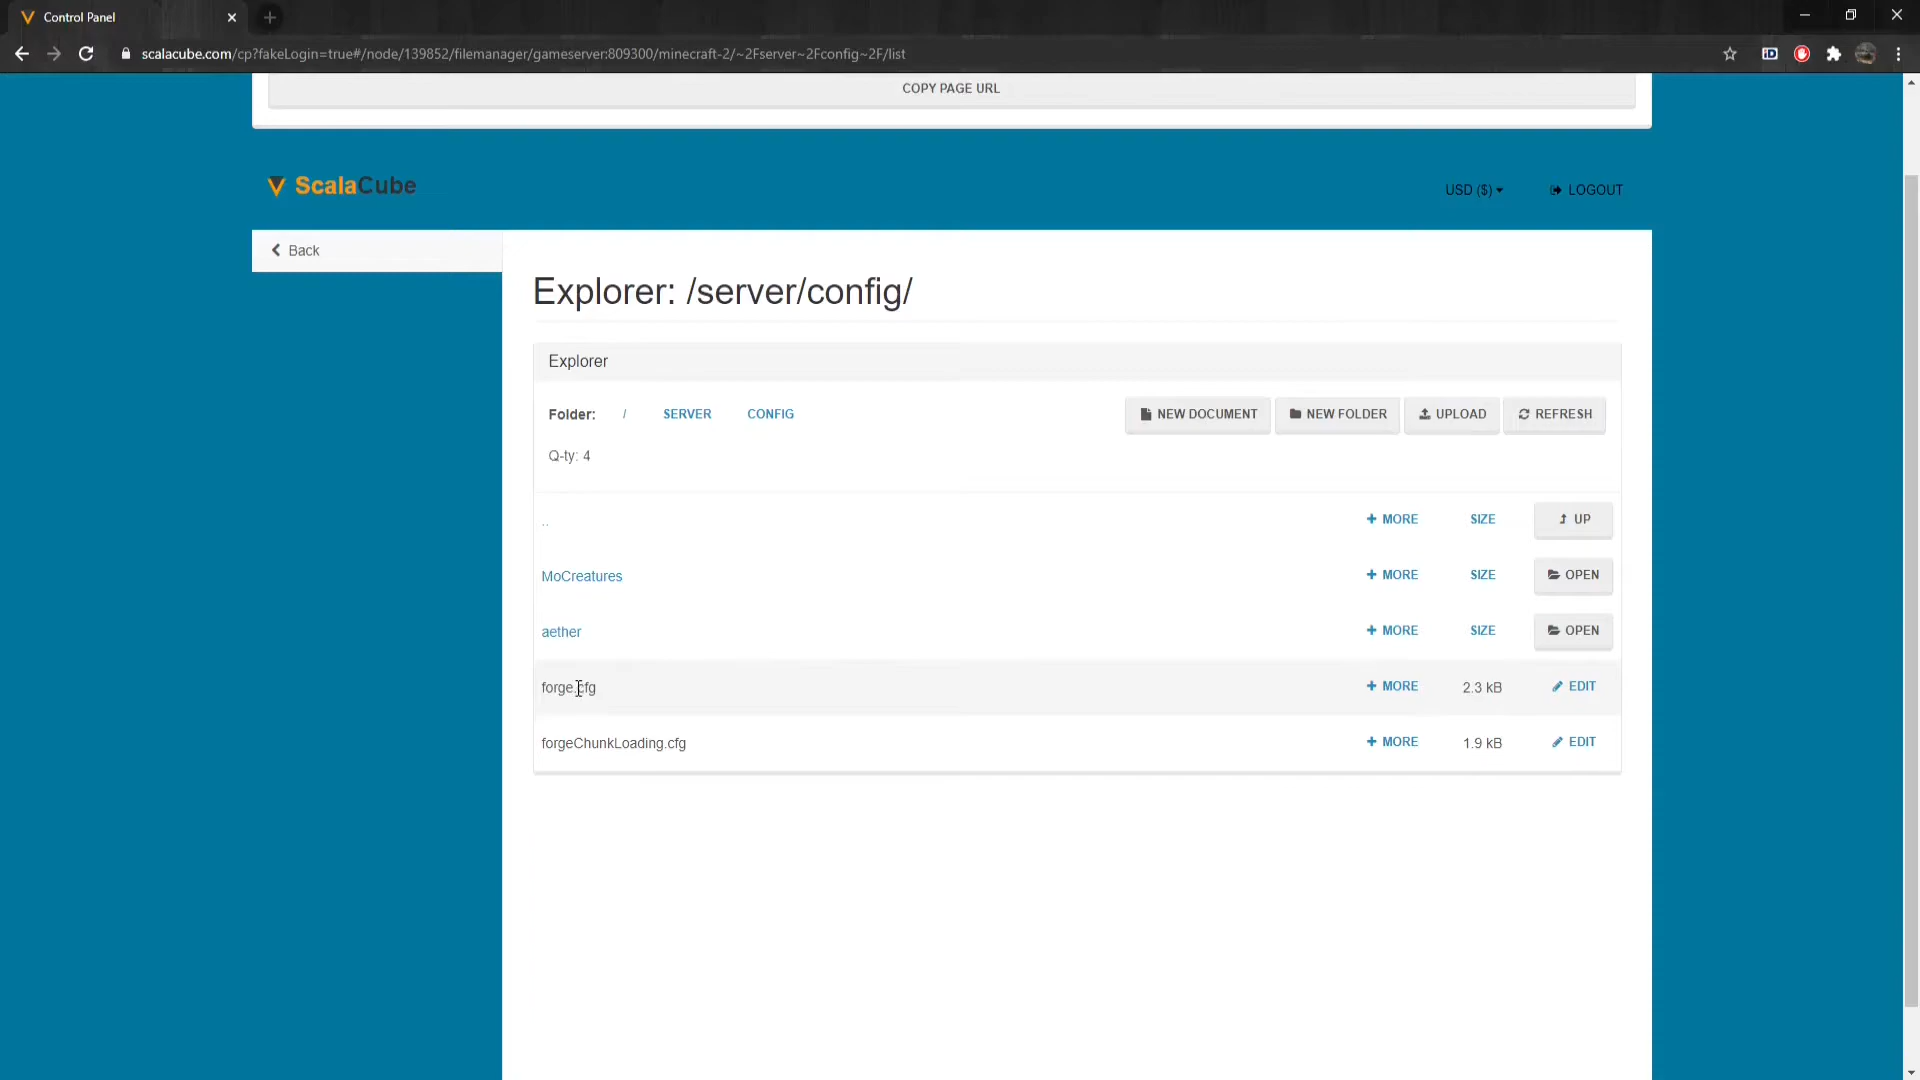 Control Panel
scalacube.com/cp?fakeLogin=true#/node/139852/filemanager/gameserver:809300/minecraft-2/~2Fserver~2Fconfig~2F/list
COPY PAGE URL
ScalaCube
USD ($)
LOGOUT
Back
Explorer: /server/config/
Explorer
Folder: / SERVER CONFIG
NEW DOCUMENT NEW FOLDER UPLOAD REFRESH
Q-ty: 4
.. + MORE SIZE UP
MoCreatures + MORE SIZE OPEN
aether + MORE SIZE OPEN
forge.cfg + MORE 2.3 kB EDIT
forgeChunkLoading.cfg + MORE 1.9 kB EDIT